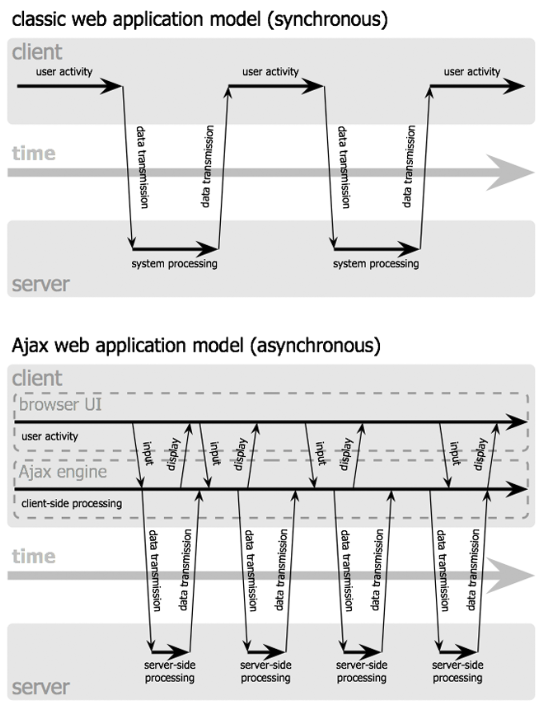 classic web application model (synchronous)
client
user activity
user activity
user activity
data transmission
data transmission
data transmission
data transmission
time
system processing
system processing
server
Ajax web application model (asynchronous)
client
browser UI
user activity
input
display
input
display
input
display
input
display
Ajax engine
client-side processing
data transmission
data transmission
data transmission
data transmission
data transmission
data transmission
data transmission
data transmission
time
server-side
processing
server-side
processing
server-side
processing
server-side
processing
server